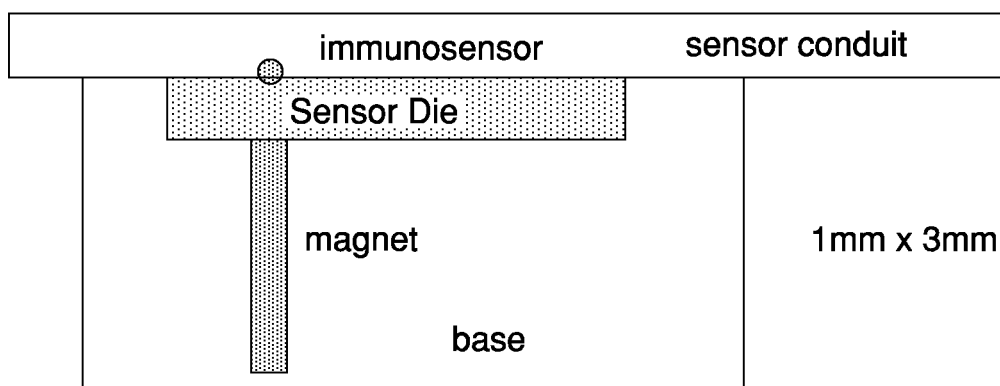 immunosensor
sensor conduit
Sensor Die
magnet
1mm x 3mm
base